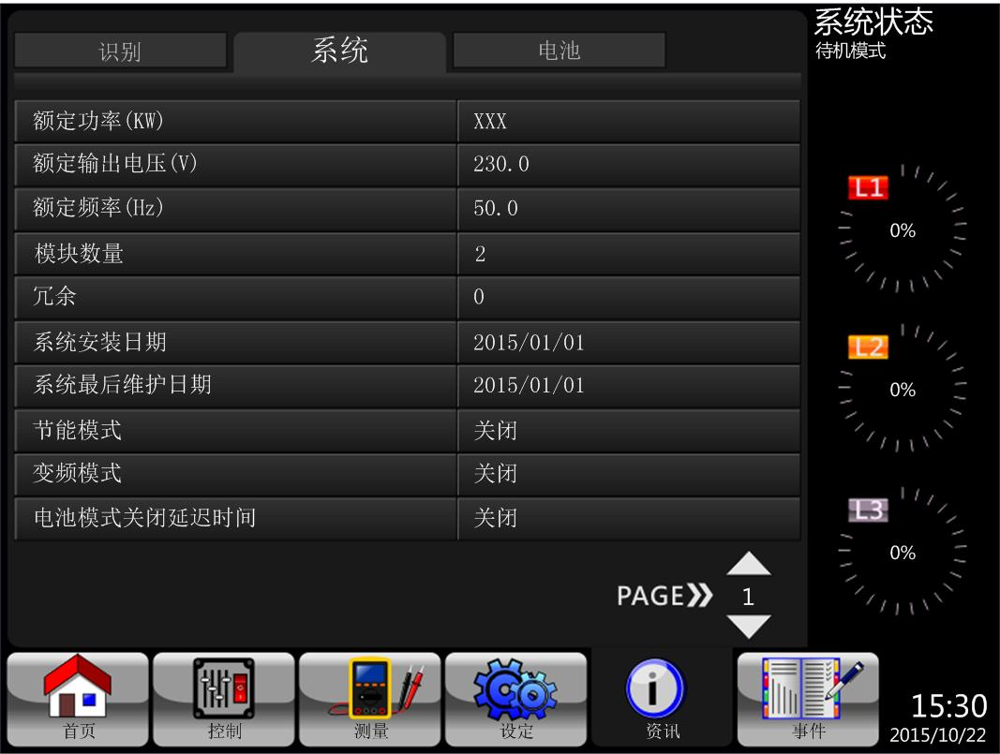 系统状态
待机模式
识别 系统 电池
额定功率(KW) XXX
额定输出电压(V) 230.0
额定频率(Hz) 50.0
模块数量 2
冗余 0
系统安装日期 2015/01/01
系统最后维护日期 2015/01/01
节能模式 关闭
变频模式 关闭
电池模式关闭延迟时间 关闭
L1
0%
L2
0%
L3
0%
PAGE 1
首页 控制 测量 设定 资讯 事件
15:30
2015/10/22